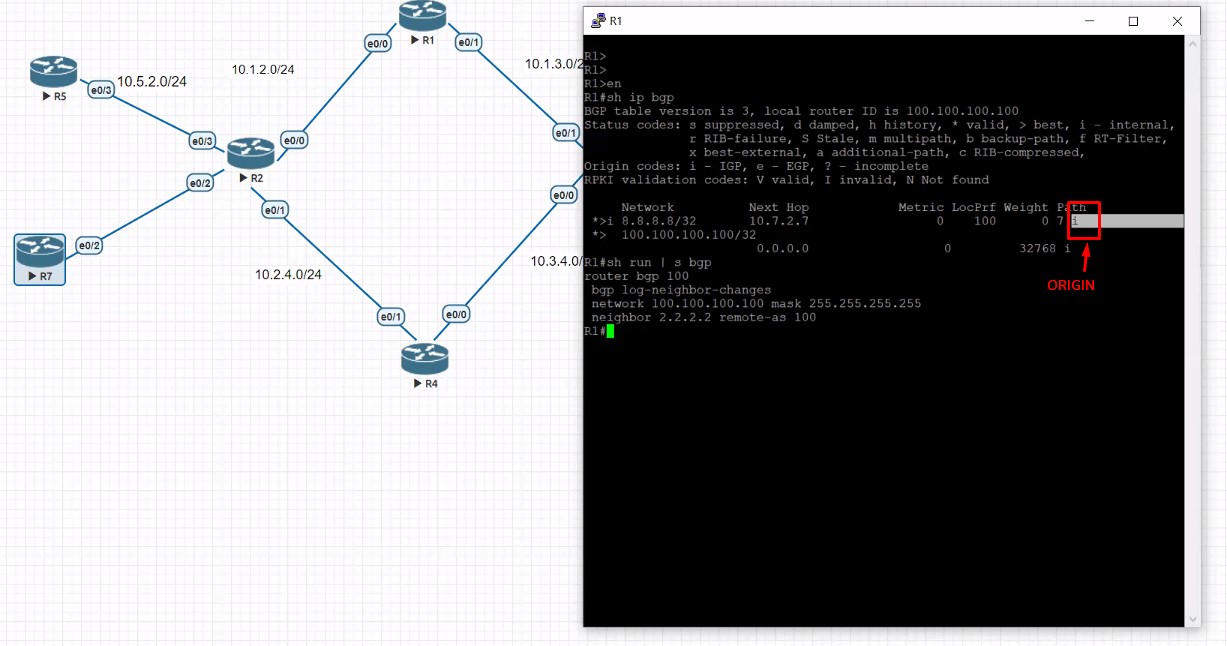 R1
e0/0
e0/1
R5
e0/3
10.5.2.0/24
10.1.2.0/24
10.1.3.0/2
e0/1
e0/3
e0/0
R2
e0/2
e0/1
e0/0
R7
e0/2
10.2.4.0/24
10.3.4.0/
e0/1
e0/0
R4
R1
R1>
R1>
R1>en
R1#sh ip bgp
BGP table version is 3, local router ID is 100.100.100.100
Status codes: s suppressed, d damped, h history, * valid, > best, i - internal,
r RIB-failure, S Stale, m multipath, b backup-path, f RT-Filter,
x best-external, a additional-path, c RIB-compressed,
Origin codes: i - IGP, e - EGP, ? - incomplete
RPKI validation codes: V valid, I invalid, N Not found
Network Next Hop Metric LocPrf Weight Path
*>i 8.8.8.8/32 10.7.2.7 0 100 0 7 i
*> 100.100.100.100/32
0.0.0.0 0 32768 i
R1#sh run | s bgp
router bgp 100
bgp log-neighbor-changes
network 100.100.100.100 mask 255.255.255.255
neighbor 2.2.2.2 remote-as 100
R1#
ORIGIN